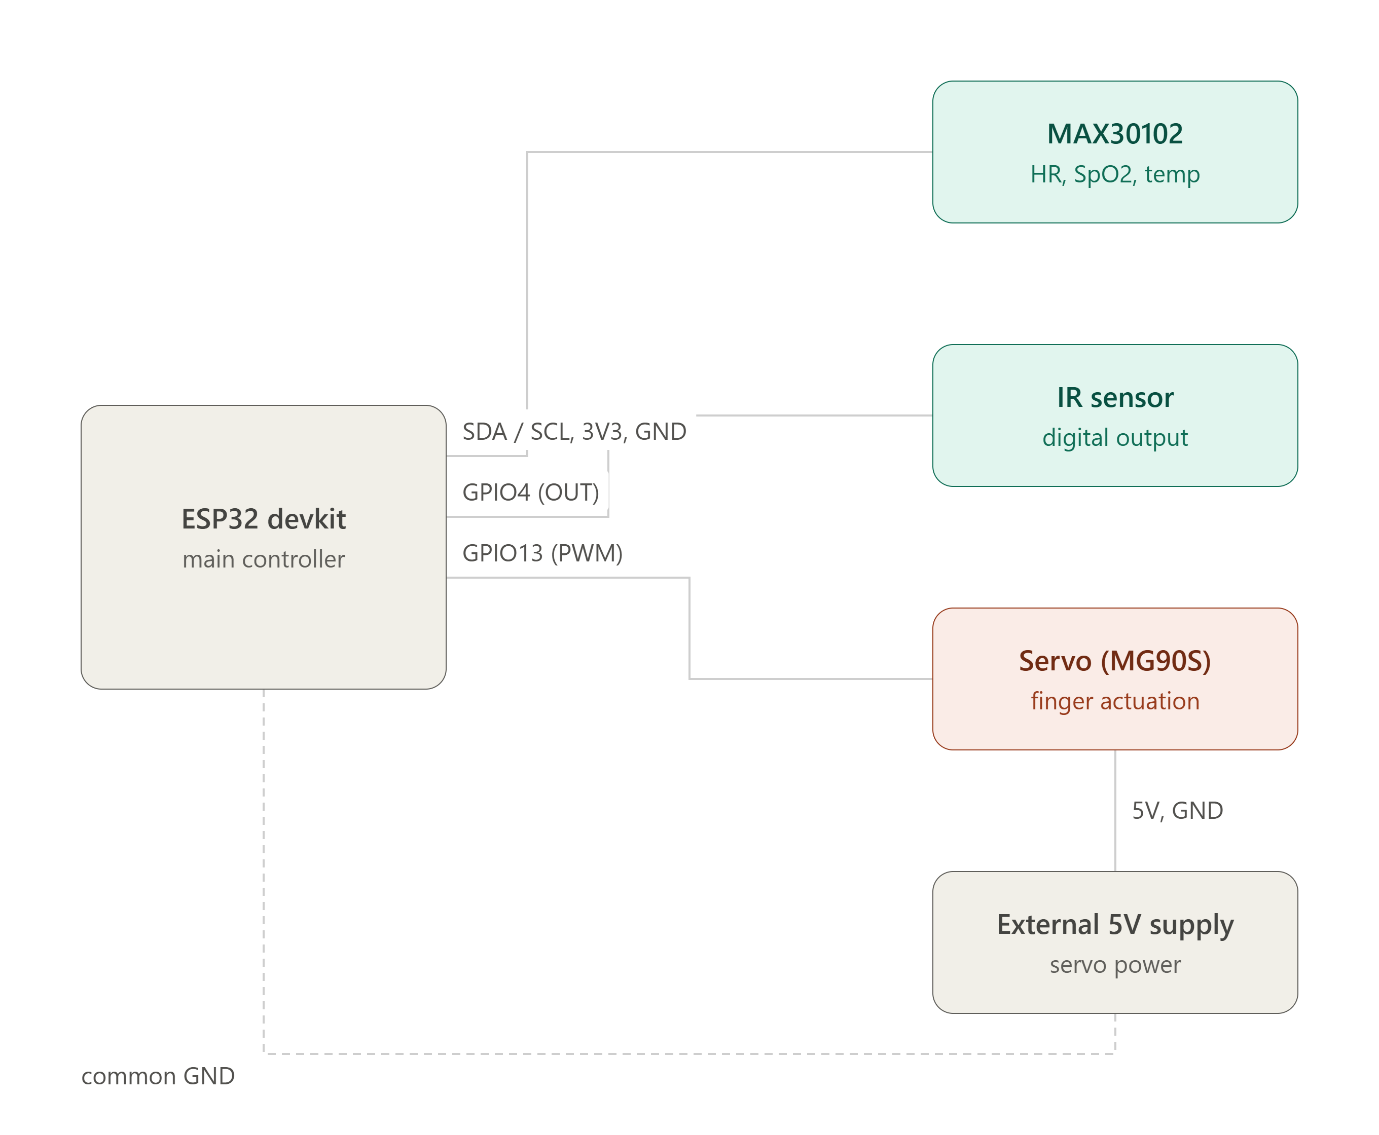 MAX30102
HR, SpO2, temp
IR sensor
digital output
SDA / SCL, 3V3, GND
GPIO4 (OUT)
GPIO13 (PWM)
ESP32 devkit
main controller
Servo (MG90S)
finger actuation
5V, GND
External 5V supply
servo power
common GND